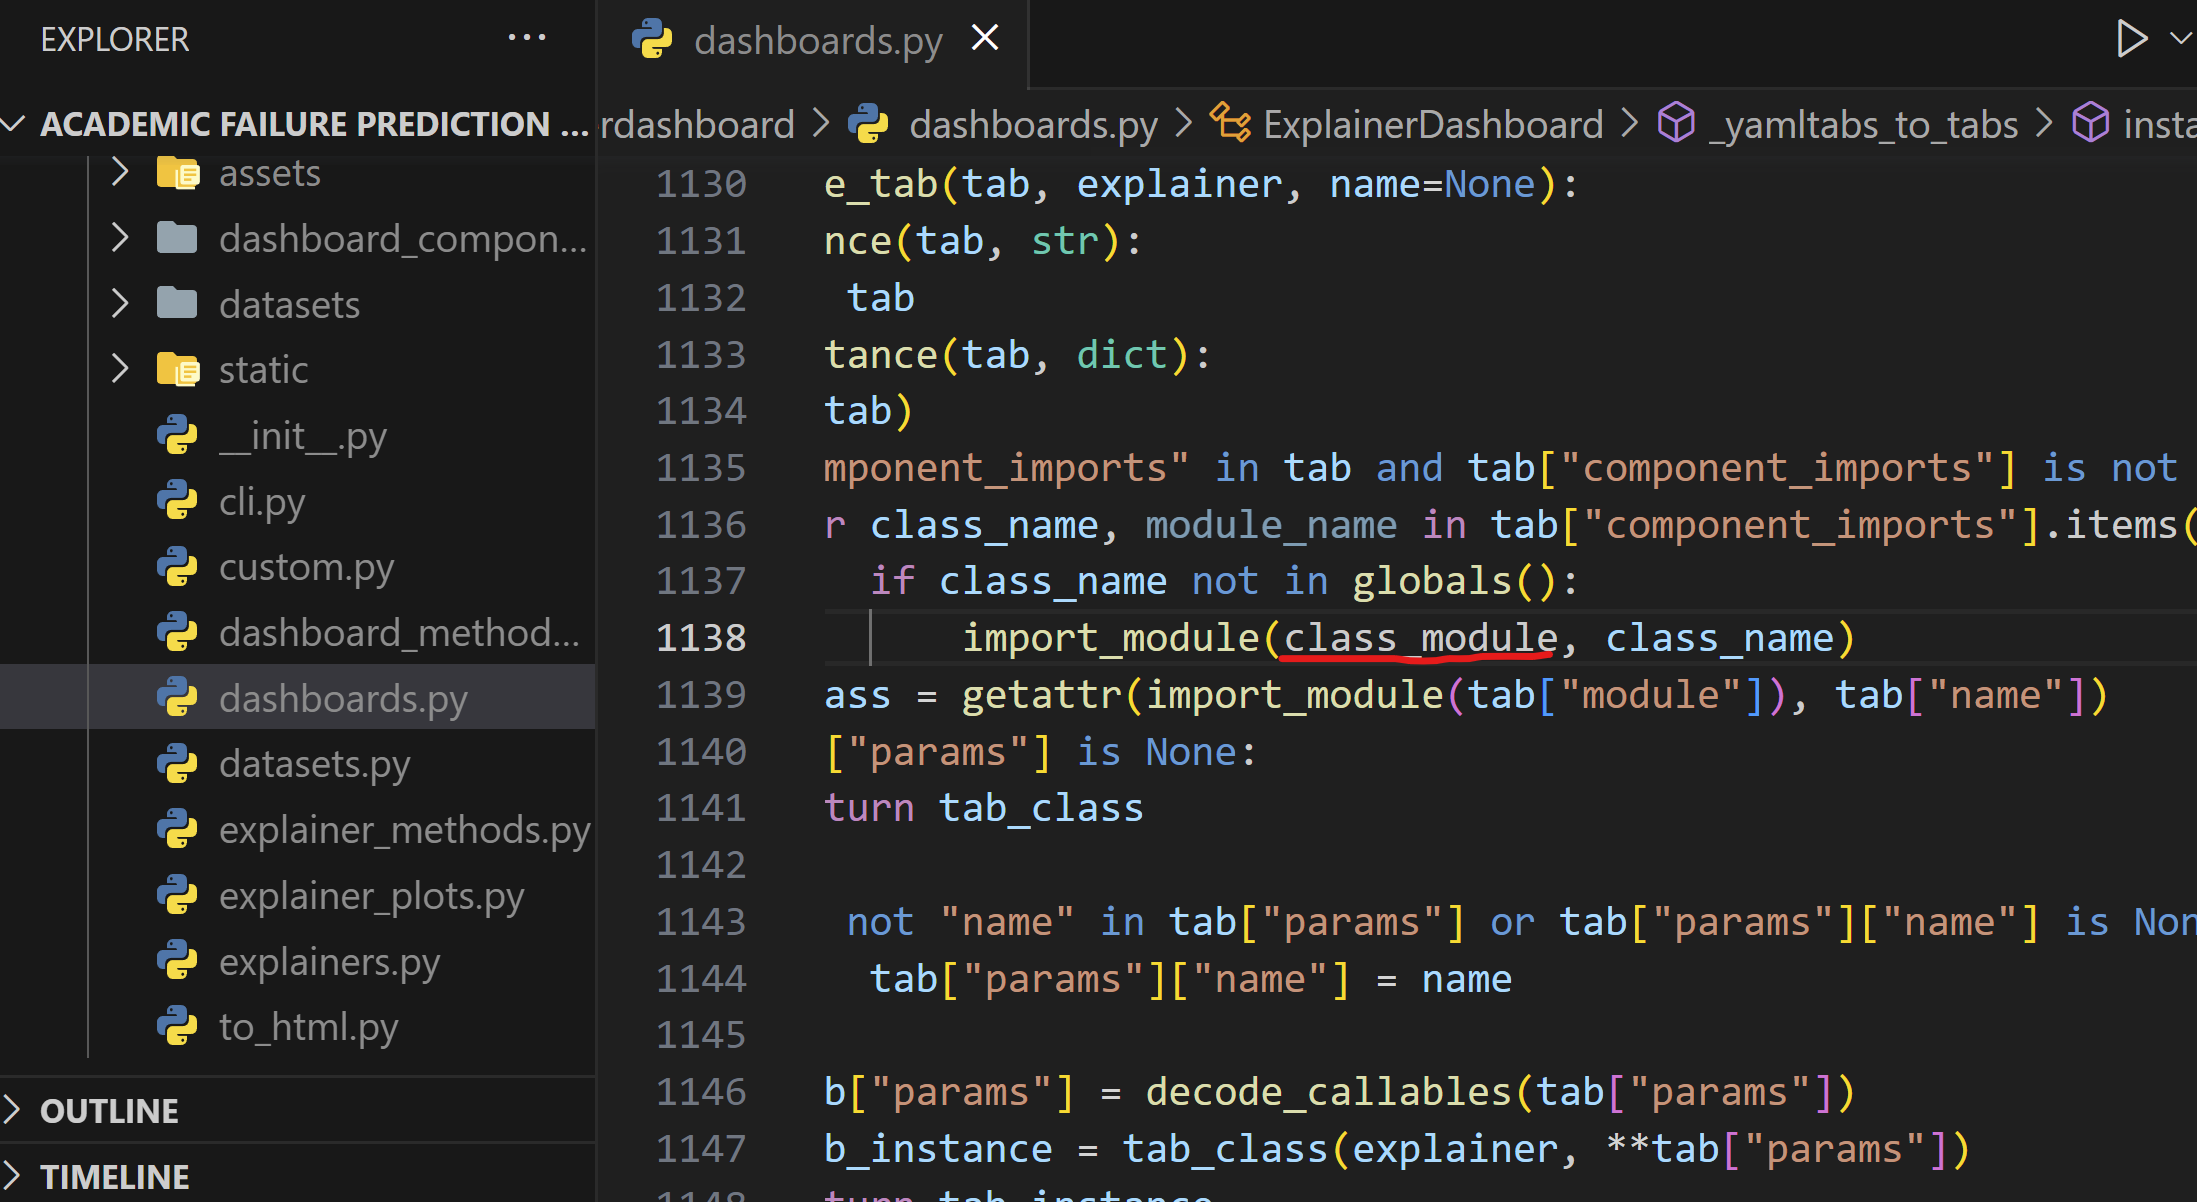 EXPLORER
...
dashboards.py
ACADEMIC FAILURE PREDICTION ...
rdashboard > dashboards.py > ExplainerDashboard > _yamltabs_to_tabs > insta
assets
dashboard_compon...
datasets
static
__init__.py
cli.py
custom.py
dashboard_method...
dashboards.py
datasets.py
explainer_methods.py
explainer_plots.py
explainers.py
to_html.py
OUTLINE
TIMELINE
1130 e_tab(tab, explainer, name=None):
1131 nce(tab, str):
1132 tab
1133 tance(tab, dict):
1134 tab)
1135 mponent_imports" in tab and tab["component_imports"] is not
1136 r class_name, module_name in tab["component_imports"].items(
1137 if class_name not in globals():
1138 import_module(class_module, class_name)
1139 ass = getattr(import_module(tab["module"]), tab["name"])
1140 ["params"] is None:
1141 turn tab_class
1142
1143 not "name" in tab["params"] or tab["params"]["name"] is Non
1144 tab["params"]["name"] = name
1145
1146 b["params"] = decode_callables(tab["params"])
1147 b_instance = tab_class(explainer, **tab["params"])
1148 turn tab_instance